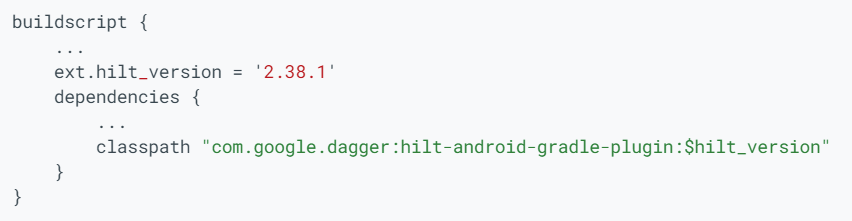 buildscript {
    ...
    ext.hilt_version = '2.38.1'
    dependencies {
        ...
        classpath "com.google.dagger:hilt-android-gradle-plugin:$hilt_version"
    }
}